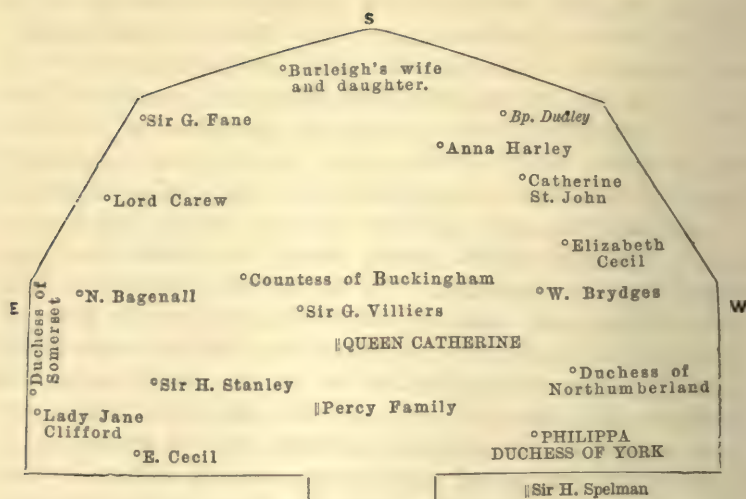 S
°Burleigh's wife
and daughter.
°Sir G. Fane
°Bp. Dudley
°Anna Harley
°Lord Carew
°Catherine
St. John
°Elizabeth
Cecil
E
°Duchess of
Somerset
°N. Bagenall
°Countess of Buckingham
°W. Brydges
W
°Sir G. Villiers
QUEEN CATHERINE
°Sir H. Stanley
°Duchess of
Northumberland
Percy Family
°Lady Jane
Clifford
°E. Cecil
°PHILIPPA
DUCHESS OF YORK
Sir H. Spelman